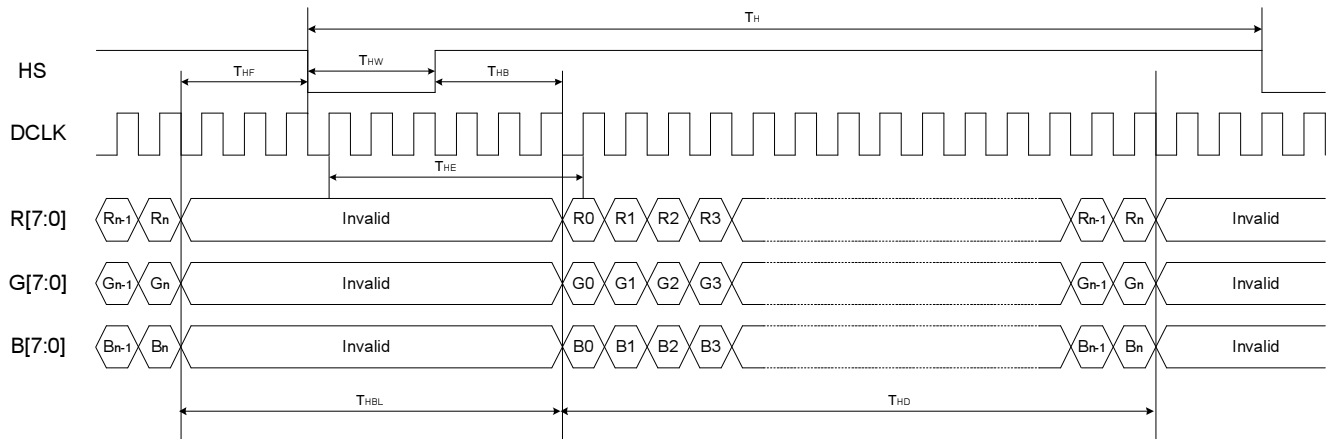 TH
HS THF THW THB
DCLK
THE
R[7:0] Rn-1 Rn Invalid R0 R1 R2 R3 Rn-1 Rn Invalid
G[7:0] Gn-1 Gn Invalid G0 G1 G2 G3 Gn-1 Gn Invalid
B[7:0] Bn-1 Bn Invalid B0 B1 B2 B3 Bn-1 Bn Invalid
THBL THD